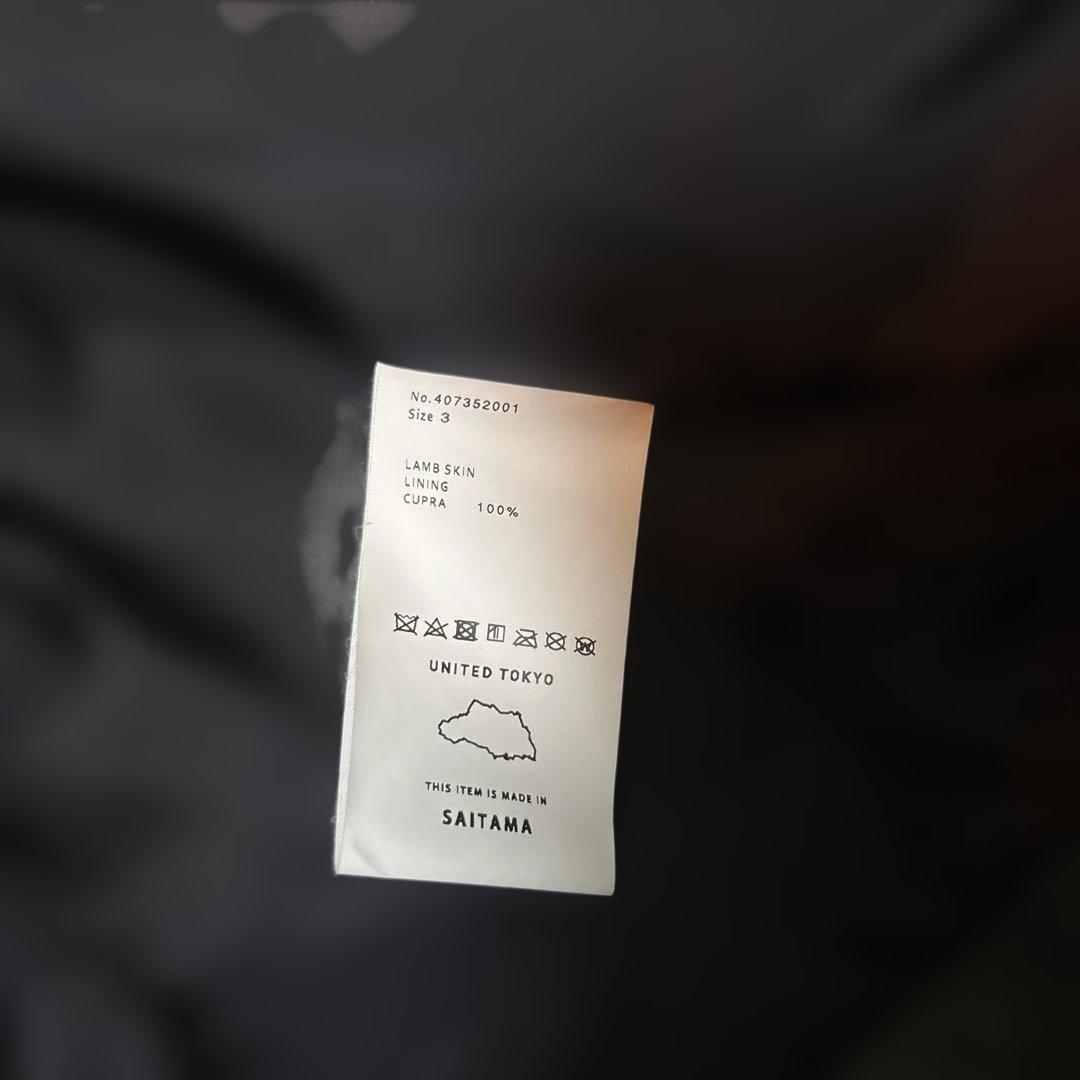 No.407352001
Size 3
LAMB SKIN
LINING
CUPRA 100%
UNITED TOKYO
THIS ITEM IS MADE IN
SAITAMA